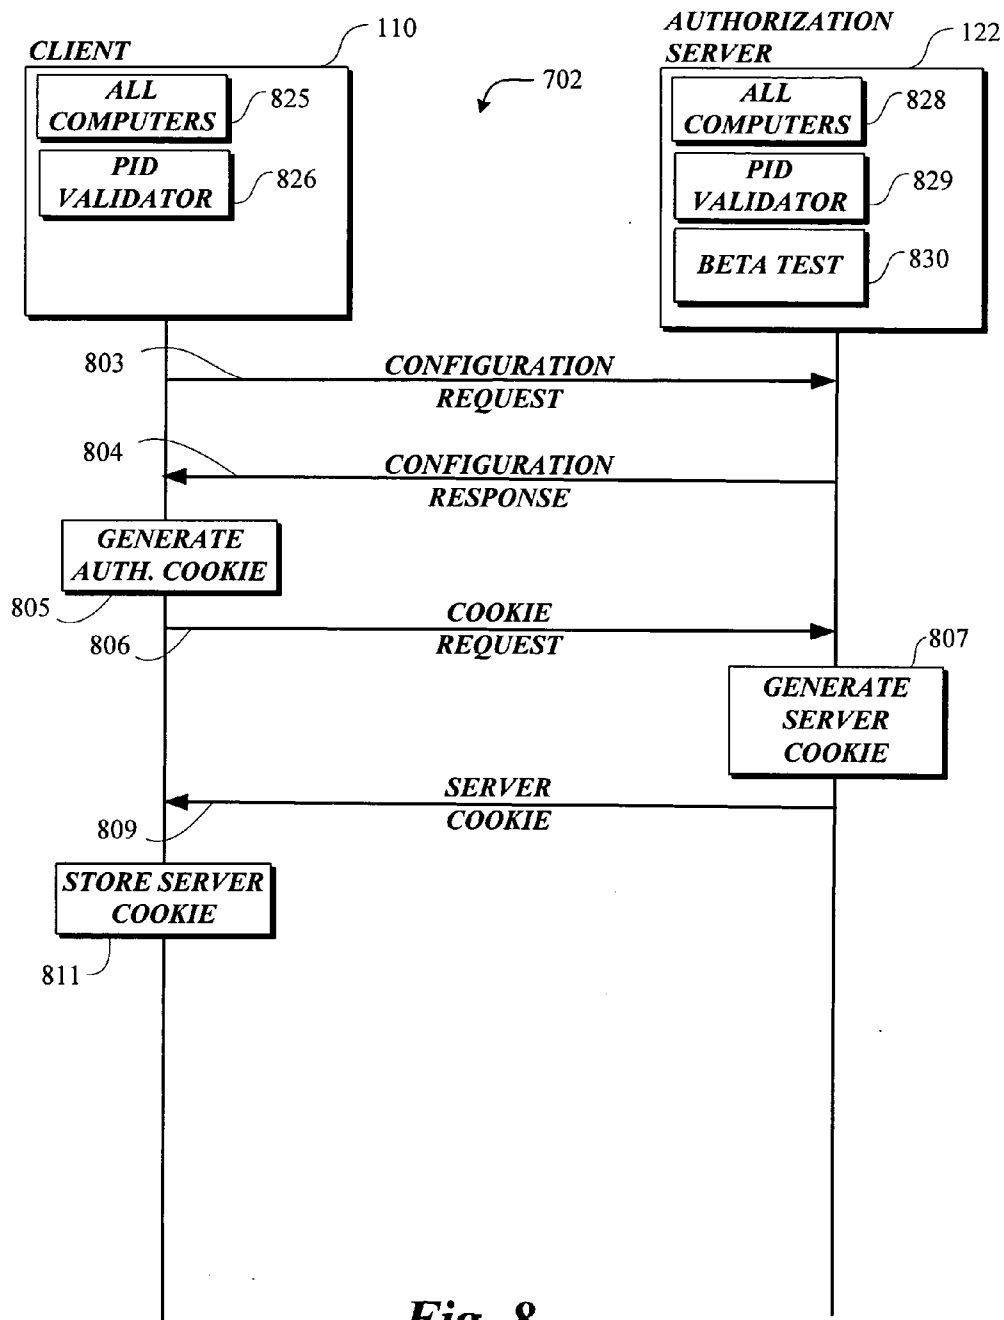 110
CLIENT
ALL
COMPUTERS
825
PID
VALIDATOR
826
702
AUTHORIZATION
SERVER
122
ALL
COMPUTERS
828
PID
VALIDATOR
829
BETA TEST
830
803
CONFIGURATION
REQUEST
804
CONFIGURATION
RESPONSE
GENERATE
AUTH. COOKIE
805
806
COOKIE
REQUEST
807
GENERATE
SERVER
COOKIE
SERVER
COOKIE
809
STORE SERVER
COOKIE
811
Fig. 8